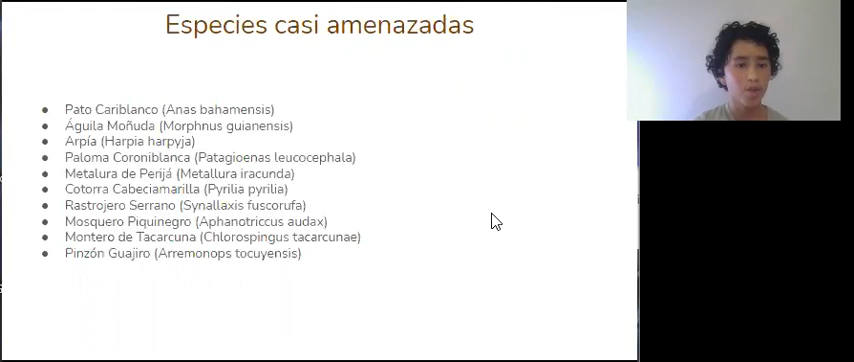 Especies casi amenazadas
● Pato Cariblanco (Anas bahamensis)
● Águila Moñuda (Morphnus guianensis)
● Arpía (Harpia harpyja)
● Paloma Coroniblanca (Patagioenas leucocephala)
● Metalura de Perijá (Metallura iracunda)
● Cotorra Cabeciamarilla (Pyrilia pyrilia)
● Rastrojero Serrano (Synallaxis fuscorufa)
● Mosquero Piquinegro (Aphanotriccus audax)
● Montero de Tacarcuna (Chlorospingus tacarcunae)
● Pinzón Guajiro (Arremonops tocuyensis)